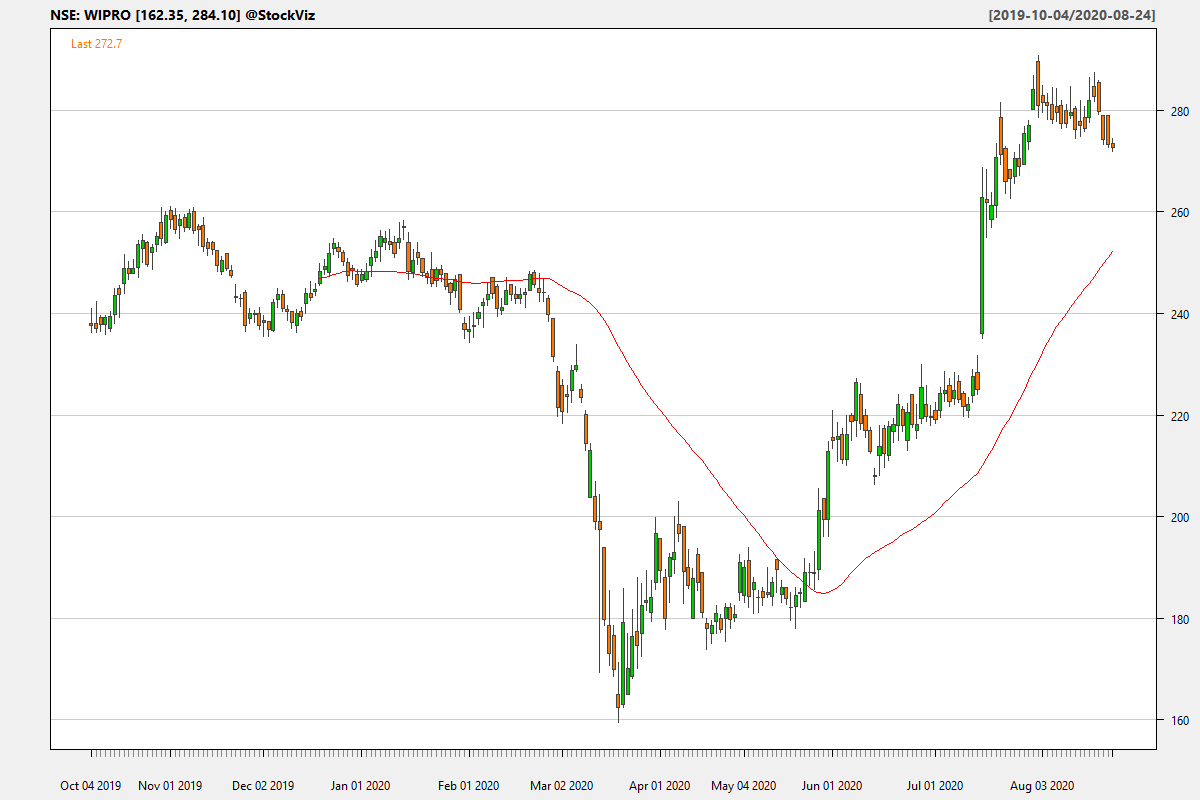 NSE: WIPRO [162.35, 284.10] @StockViz
[2019-10-04/2020-08-24]
Last 272.7
280
260
240
220
200
180
160
Oct 04 2019 Nov 01 2019 Dec 02 2019 Jan 01 2020 Feb 01 2020 Mar 02 2020 Apr 01 2020 May 04 2020 Jun 01 2020 Jul 01 2020 Aug 03 2020